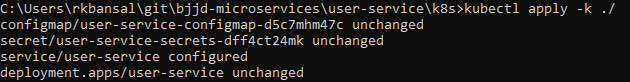 C:\Users\rkbansal\git\bjjd-microservices\user-service\k8s>kubectl apply -k ./
configmap/user-service-configmap-d5c7mhm47c unchanged
secret/user-service-secrets-dff4ct24mk unchanged
service/user-service configured
deployment.apps/user-service unchanged